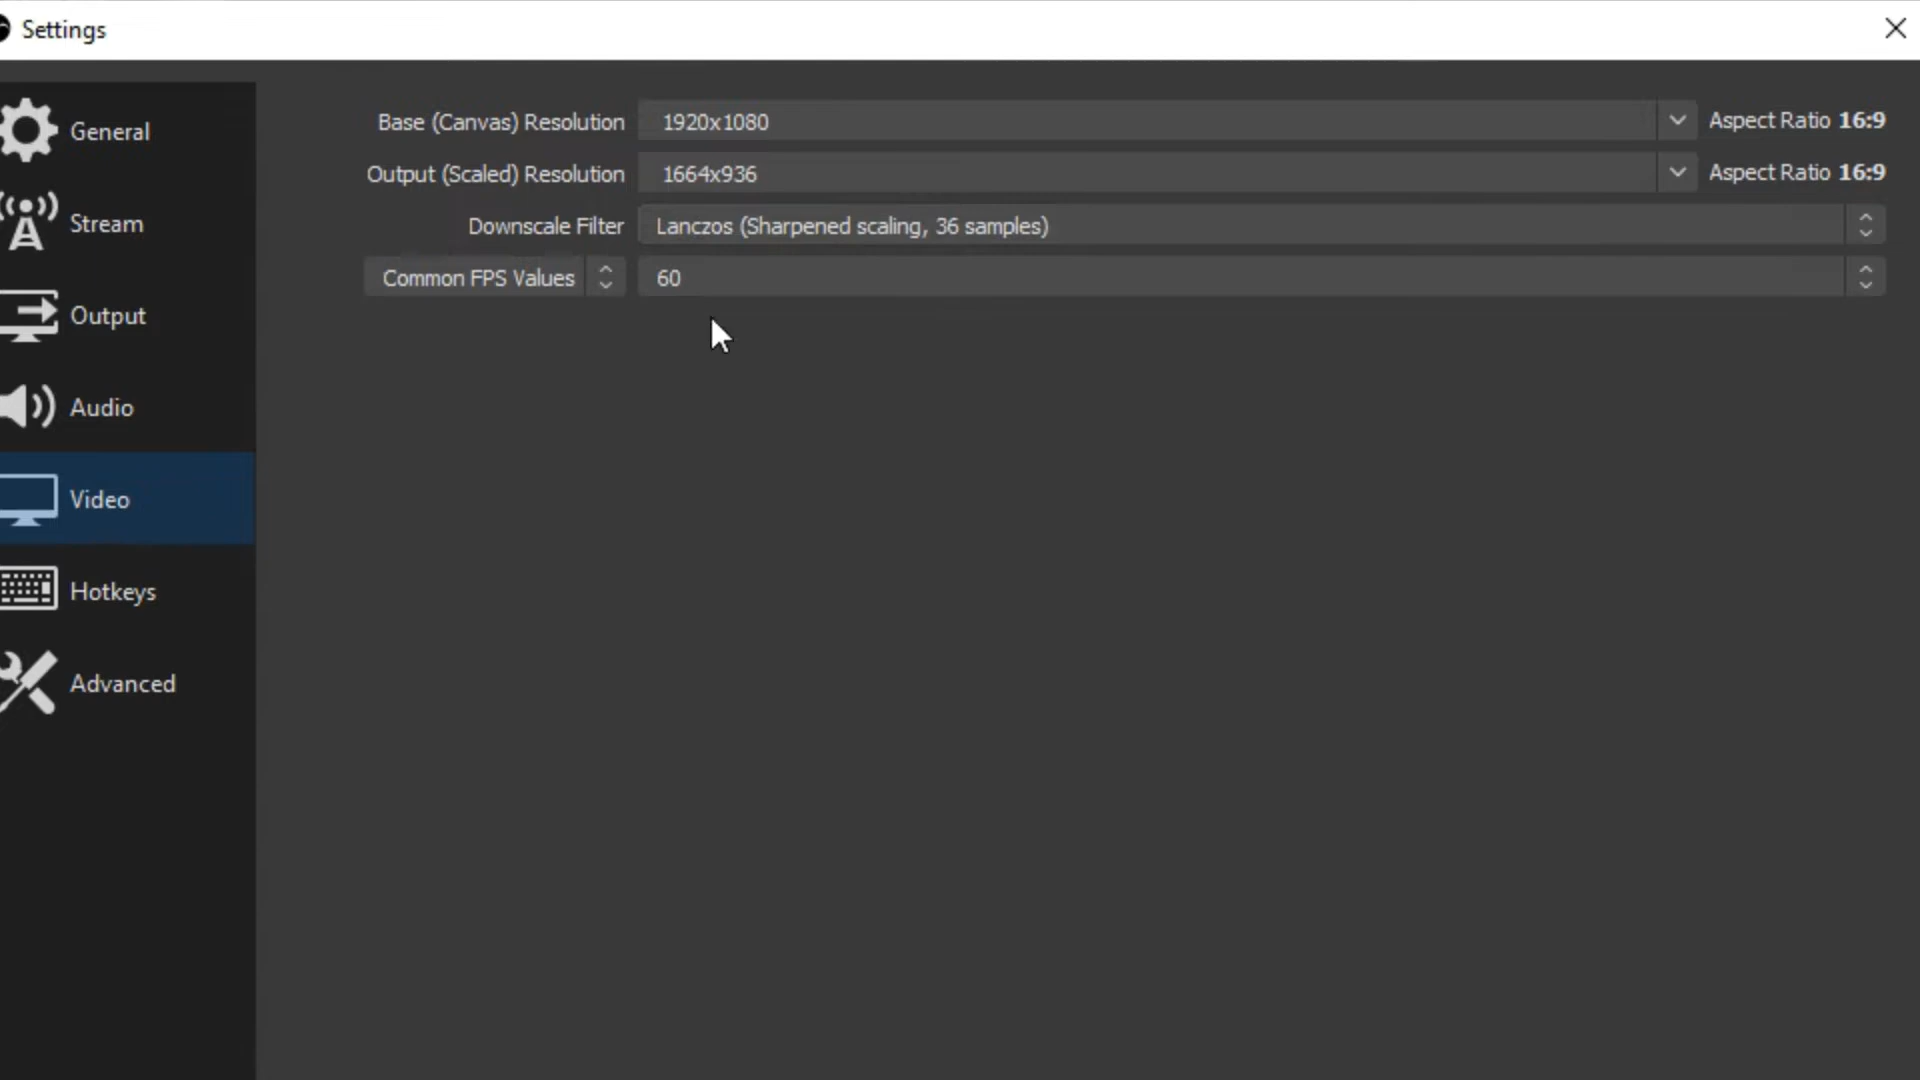 Settings
General
Stream
Output
Audio
Video
Hotkeys
Advanced
Base (Canvas) Resolution 1920x1080 Aspect Ratio 16:9
Output (Scaled) Resolution 1664x936 Aspect Ratio 16:9
Downscale Filter Lanczos (Sharpened scaling, 36 samples)
Common FPS Values 60